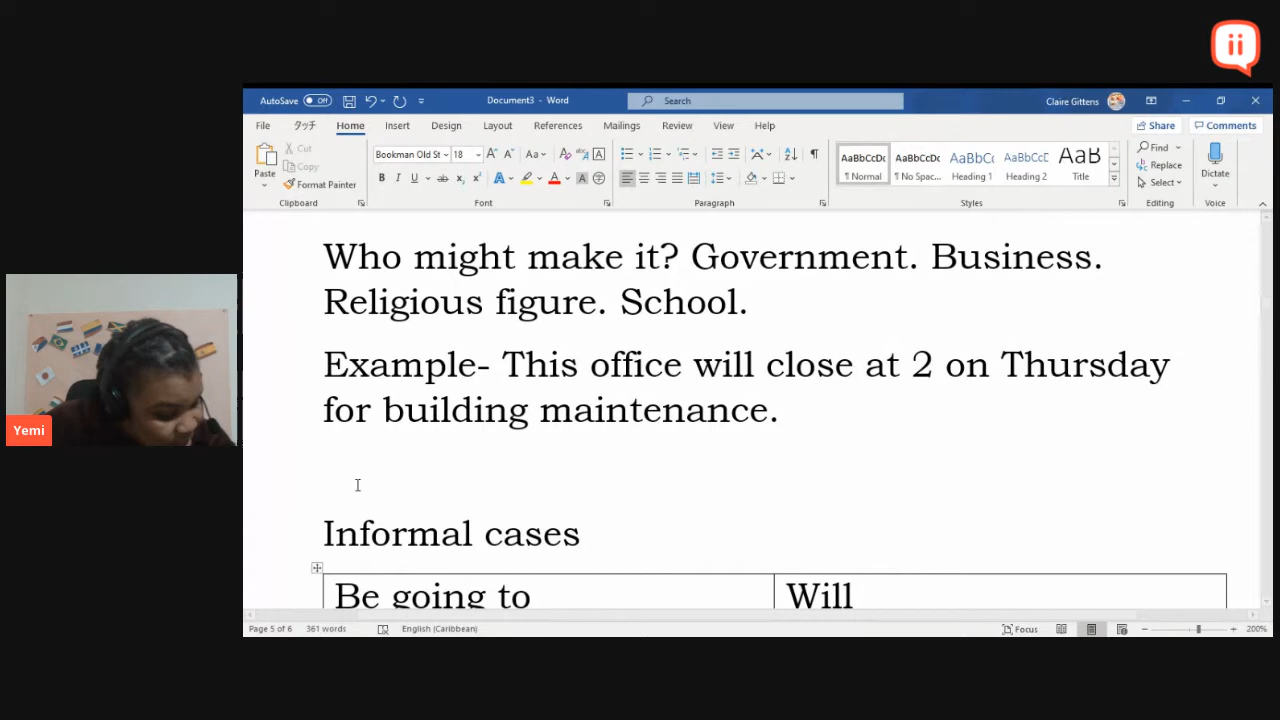 ii
AutoSave Off Document3 - Word Search Claire Gittens
File タッチ Home Insert Design Layout References Mailings Review View Help Share Comments
Paste Cut Copy Format Painter Clipboard
Bookman Old St 18 Font
Paragraph
AaBbCcDc AaBbCcDc AaBbCc AaBbCcD AaB
Normal No Spac... Heading 1 Heading 2 Title
Styles
Find Replace Select Editing
Dictate Voice
Who might make it? Government. Business.
Religious figure. School.
Example- This office will close at 2 on Thursday
for building maintenance.
Informal cases
Be going to Will
Yemi
Page 5 of 6 361 words English (Caribbean) Focus 200%